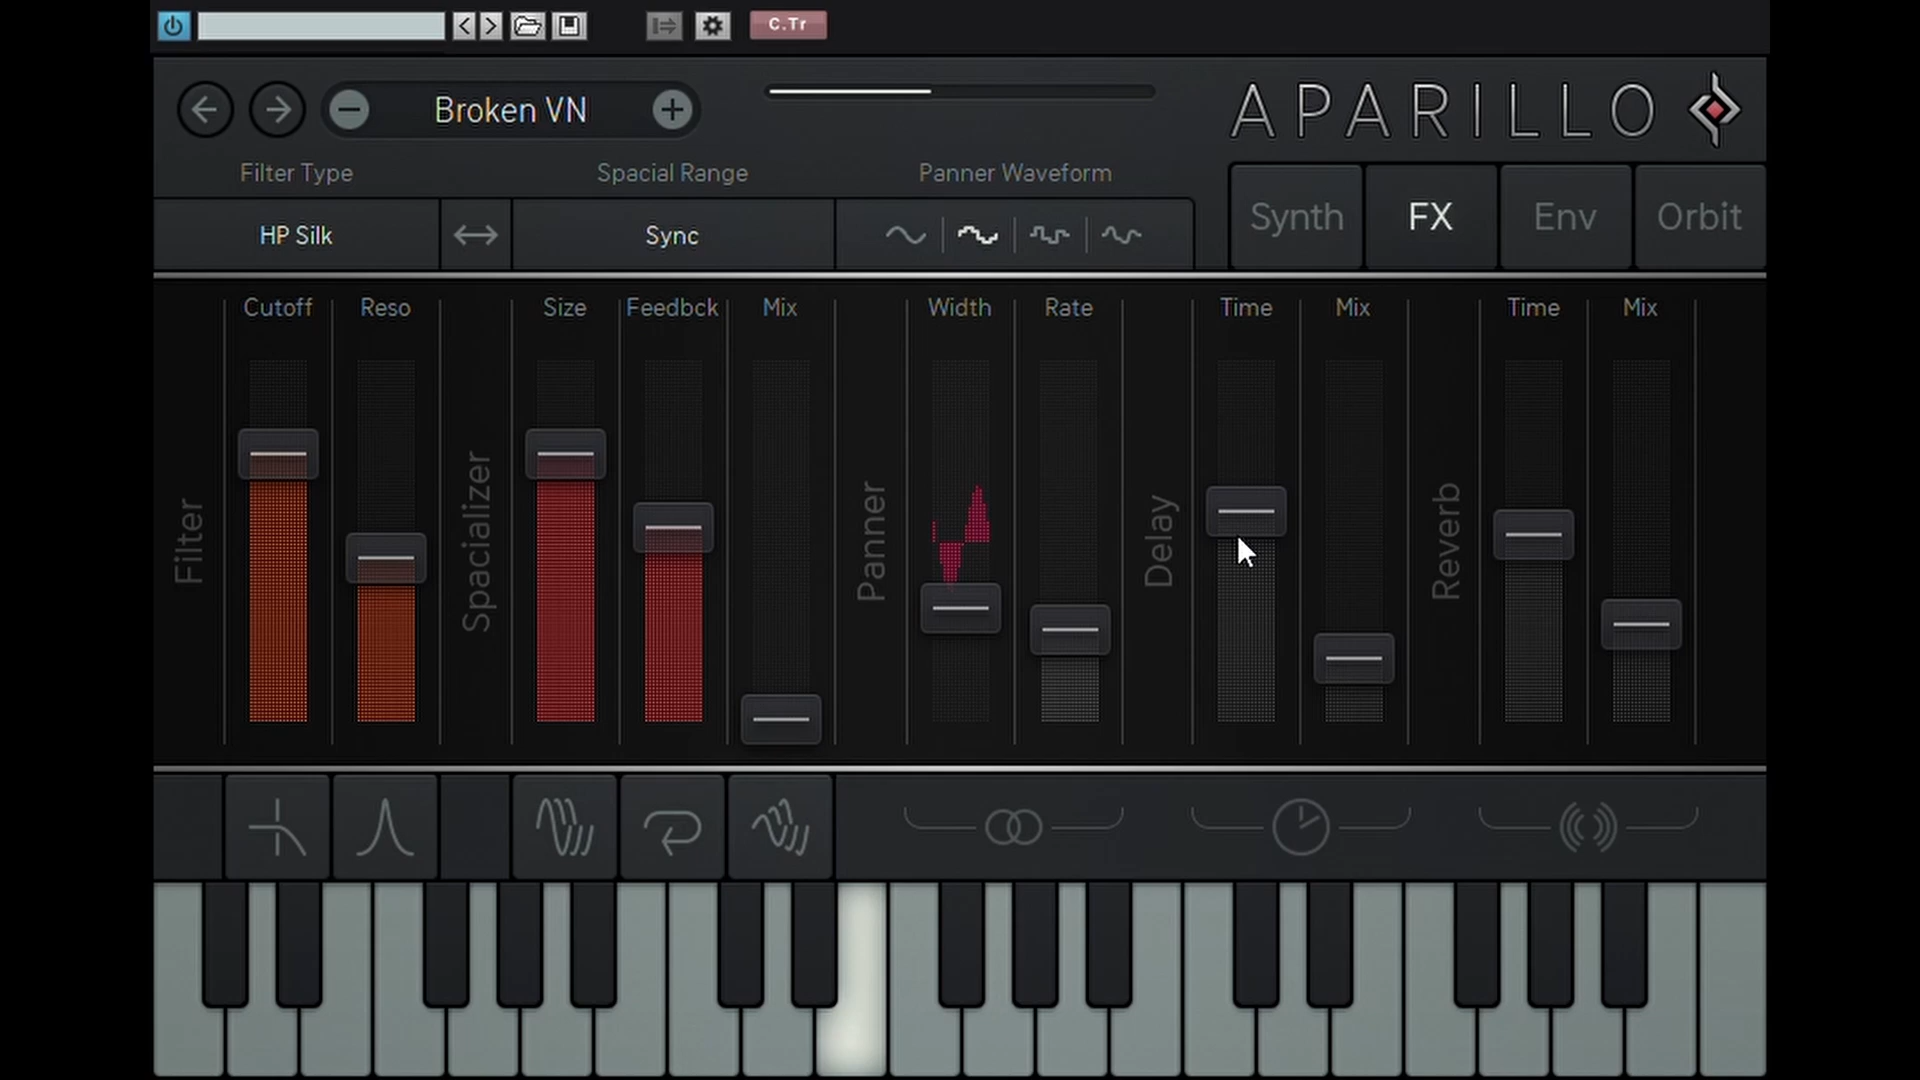 C.Tr
Broken VN
APARILLO
Filter Type
Spacial Range
Panner Waveform
HP Silk
Sync
Synth
FX
Env
Orbit
Filter
Cutoff
Reso
Spacializer
Size
Feedbck
Mix
Panner
Width
Rate
Delay
Time
Mix
Reverb
Time
Mix